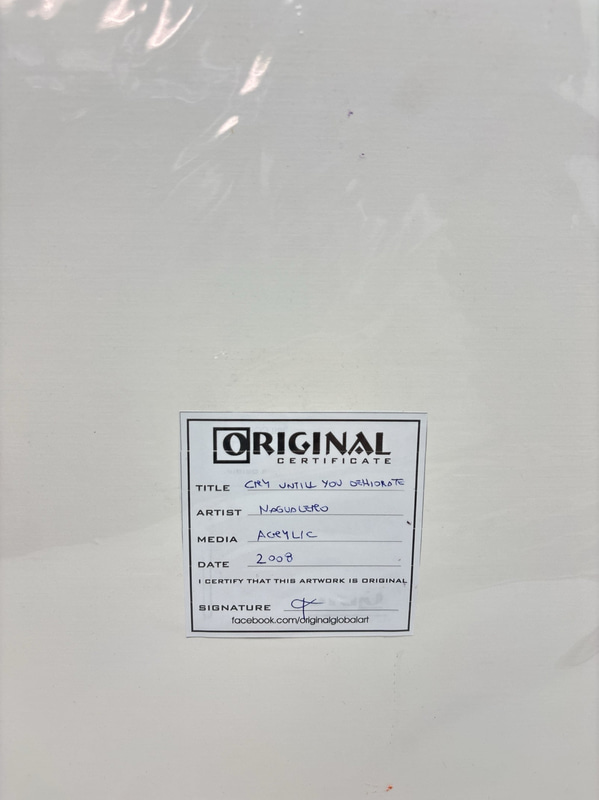 ORIGINAL
CERTIFICATE
TITLE CRY UNTILL YOU DEHIDRATE
ARTIST
MEDIA ACRYLIC
DATE 2008
I CERTIFY THAT THIS ARTWORK IS ORIGINAL
SIGNATURE
facebook.com/originalglobalart